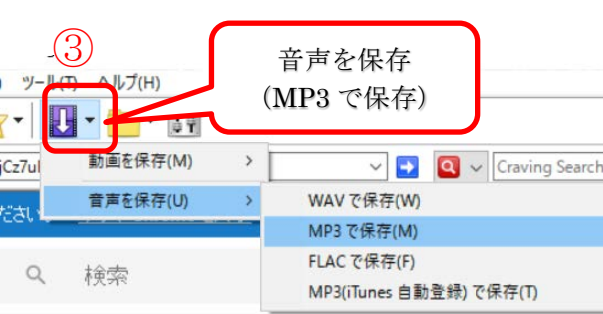 ③
音声を保存
(MP3 で保存)
ツール(T) ヘルプ(H)
動画を保存(M)
音声を保存(U)
Craving Search
WAV で保存(W)
MP3 で保存(M)
FLAC で保存(F)
MP3(iTunes 自動登録) で保存(T)
検索